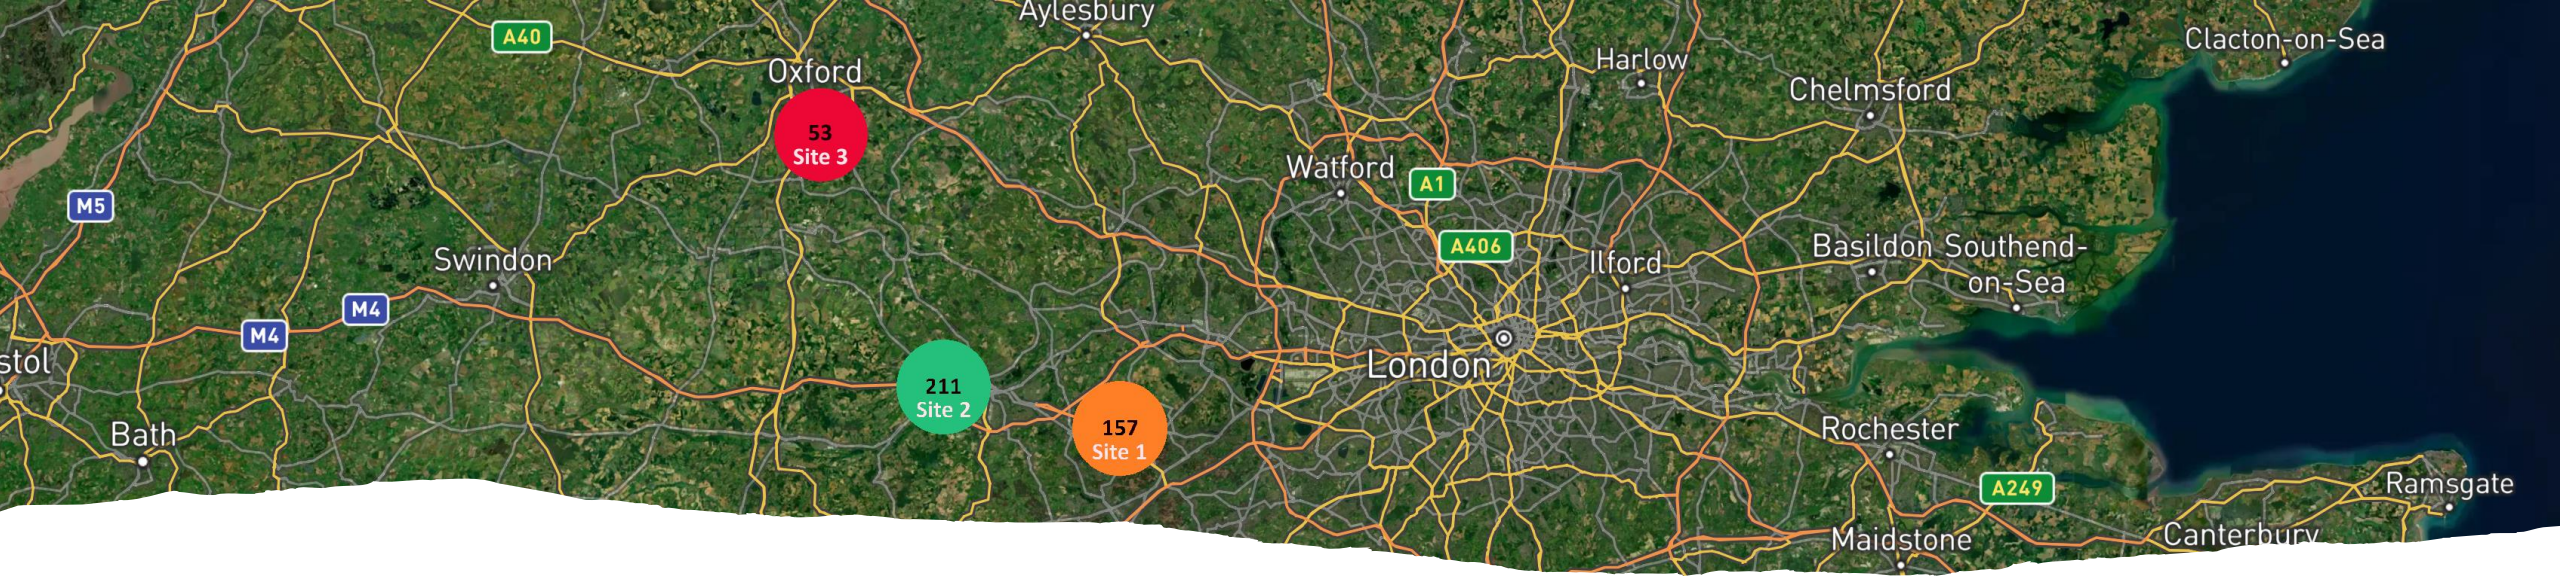 Aylesbury
A40
Clacton-on-Sea
Oxford
Harlow
Chelmsford
53
Site 3
Watford
A1
M5
A406
Basildon
Southend-
on-Sea
Swindon
Ilford
M4
M4
stol
London
211
Site 2
157
Site 1
Bath
Rochester
A249
Ramsgate
Maidstone
Canterbury